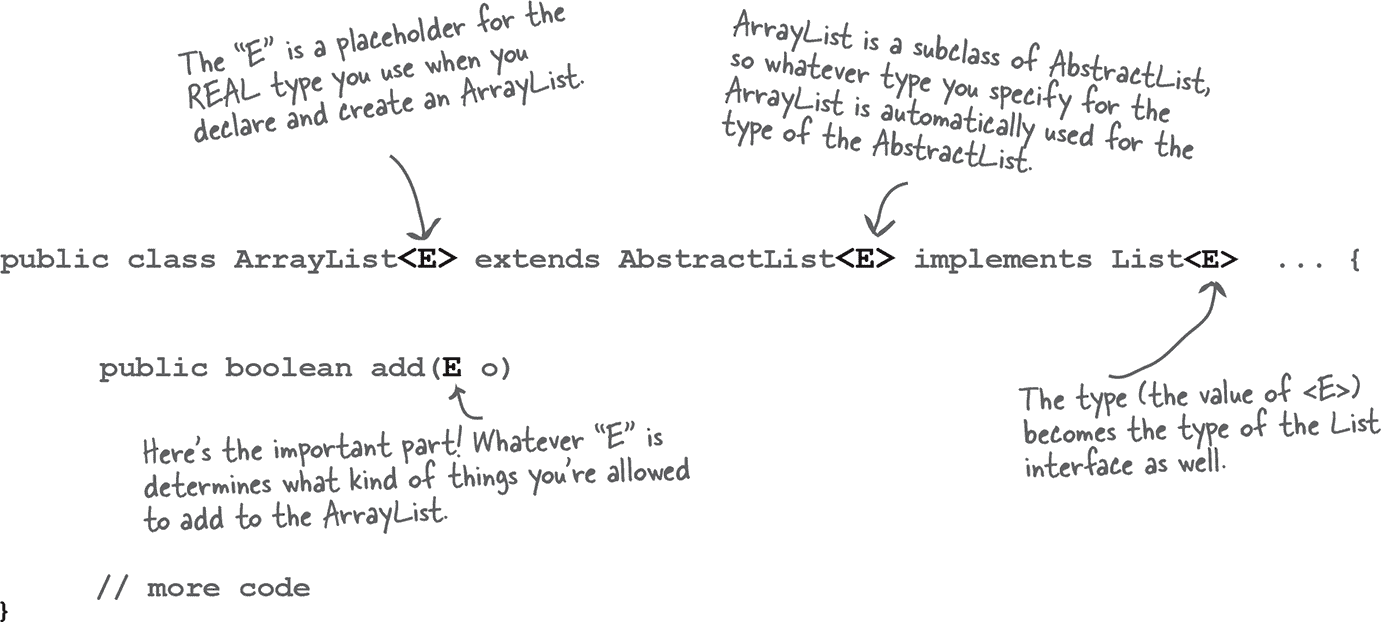 The “E” is a placeholder for the
REAL type you use when you
declare and create an ArrayList.
ArrayList is a subclass of AbstractList,
so whatever type you specify for the
ArrayList is automatically used for the
type of the AbstractList.
public class ArrayList<E> extends AbstractList<E> implements List<E> ... {
public boolean add(E o)
Here's the important part! Whatever “E” is
determines what kind of things you're allowed
to add to the ArrayList.
The type (the value of <E>)
becomes the type of the List
interface as well.
// more code
}